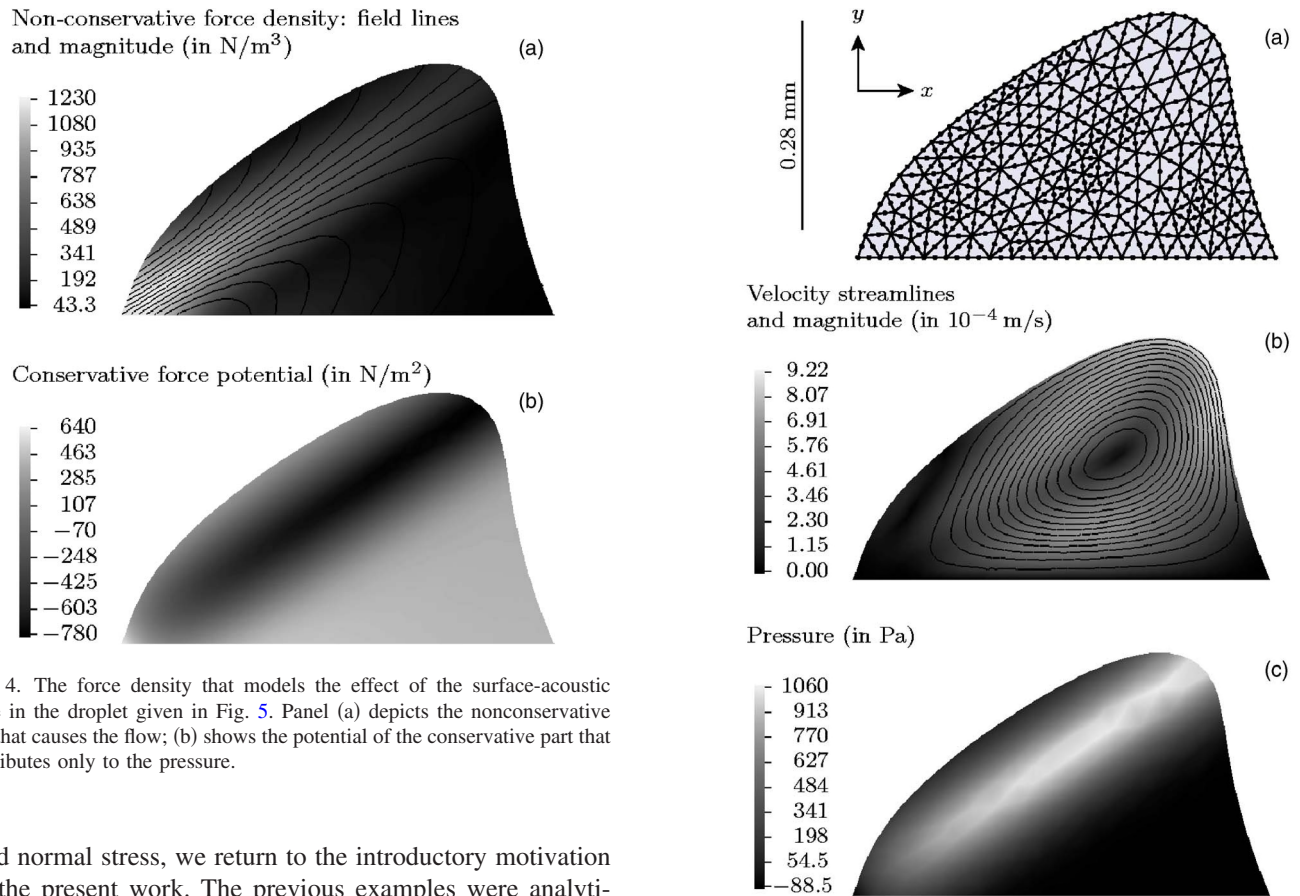 Non-conservative force density: field lines
and magnitude (in N/m³)
(a)
1230
1080
935
787
638
489
341
192
43.3
Conservative force potential (in N/m²)
(b)
640
463
285
107
−70
−248
−425
−603
−780
4. The force density that models the effect of the surface-acoustic
in the droplet given in Fig. 5. Panel (a) depicts the nonconservative
that causes the flow; (b) shows the potential of the conservative part that
ributes only to the pressure.
d normal stress, we return to the introductory motivation
the present work. The previous examples were analyti-
(a)
y
x
0.28 mm
Velocity streamlines
and magnitude (in 10⁻⁴ m/s)
(b)
9.22
8.07
6.91
5.76
4.61
3.46
2.30
1.15
0.00
Pressure (in Pa)
(c)
1060
913
770
627
484
341
198
54.5
−88.5